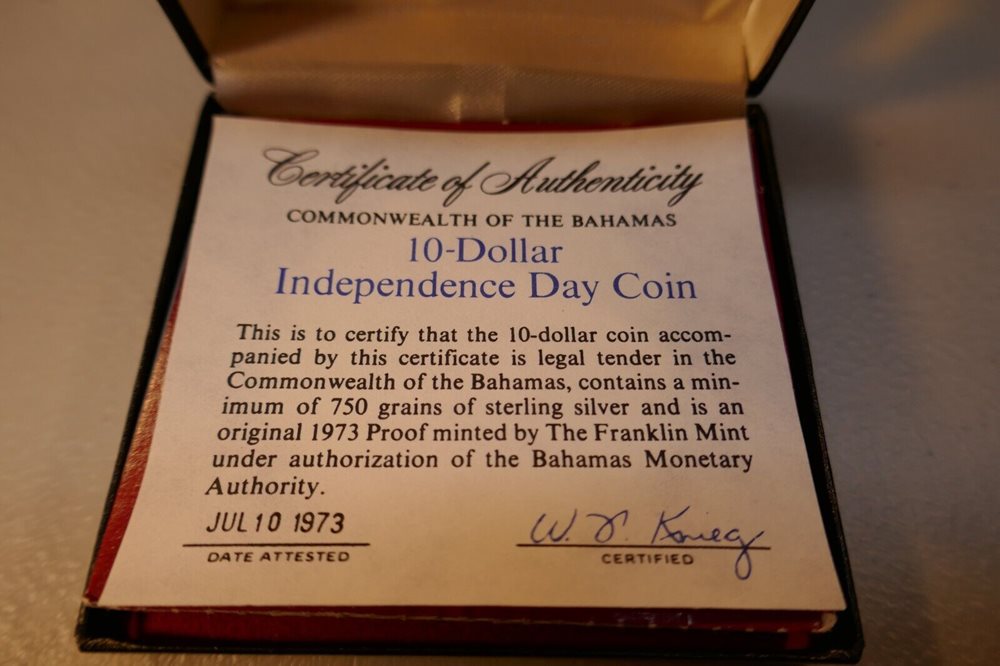 Certificate of Authenticity
COMMONWEALTH OF THE BAHAMAS
10-Dollar
Independence Day Coin
This is to certify that the 10-dollar coin accom-
panied by this certificate is legal tender in the
Commonwealth of the Bahamas, contains a min-
imum of 750 grains of sterling silver and is an
original 1973 Proof minted by The Franklin Mint
under authorization of the Bahamas Monetary
Authority.
JUL 10 1973
DATE ATTESTED
W. Krieg
CERTIFIED